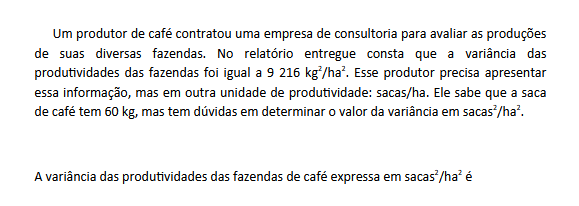 Um produtor de café contratou uma empresa de consultoria para avaliar as produções
de suas diversas fazendas. No relatório entregue consta que a variância das
produtividades das fazendas foi igual a 9 216 kg²/ha². Esse produtor precisa apresentar
essa informação, mas em outra unidade de produtividade: sacas/ha. Ele sabe que a saca
de café tem 60 kg, mas tem dúvidas em determinar o valor da variância em sacas²/ha².
A variância das produtividades das fazendas de café expressa em sacas²/ha² é